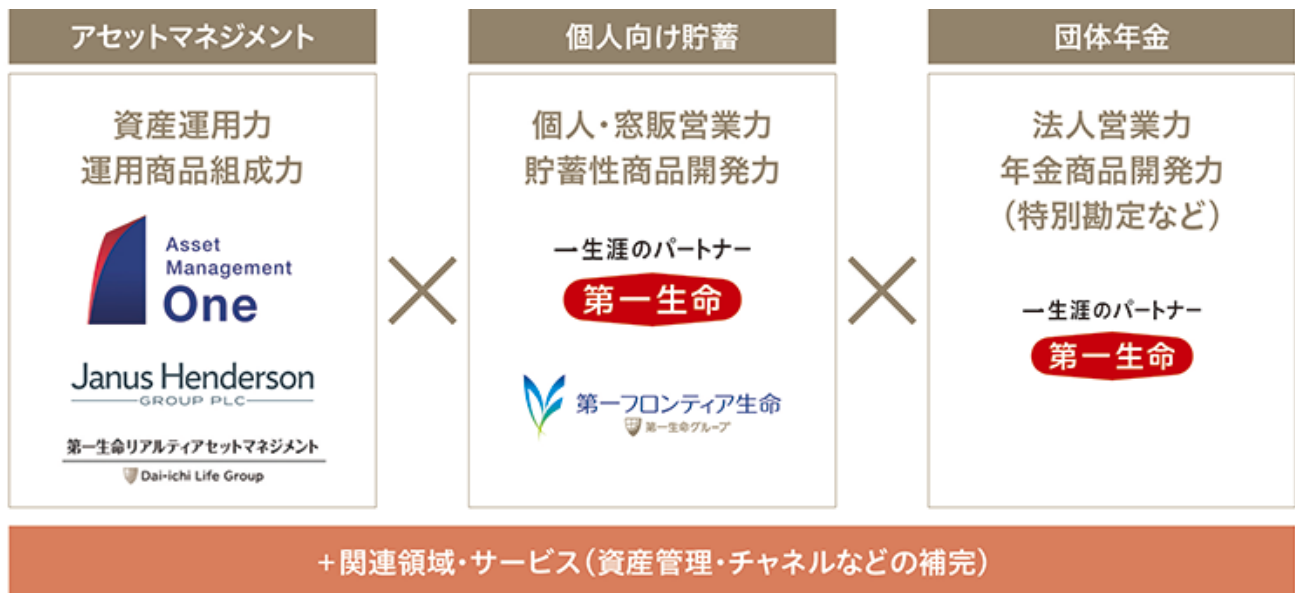 アセットマネジメント
資産運用力
運用商品組成力
Asset
Management
One
Janus Henderson
GROUP PLC
第一生命リアルティアセットマネジメント
Dai-ichi Life Group
個人向け貯蓄
個人・窓販営業力
貯蓄性商品開発力
一生涯のパートナー
第一生命
第一フロンティア生命
第一生命グループ
団体年金
法人営業力
年金商品開発力
(特別勘定など)
一生涯のパートナー
第一生命
+関連領域・サービス(資産管理・チャネルなどの補完)